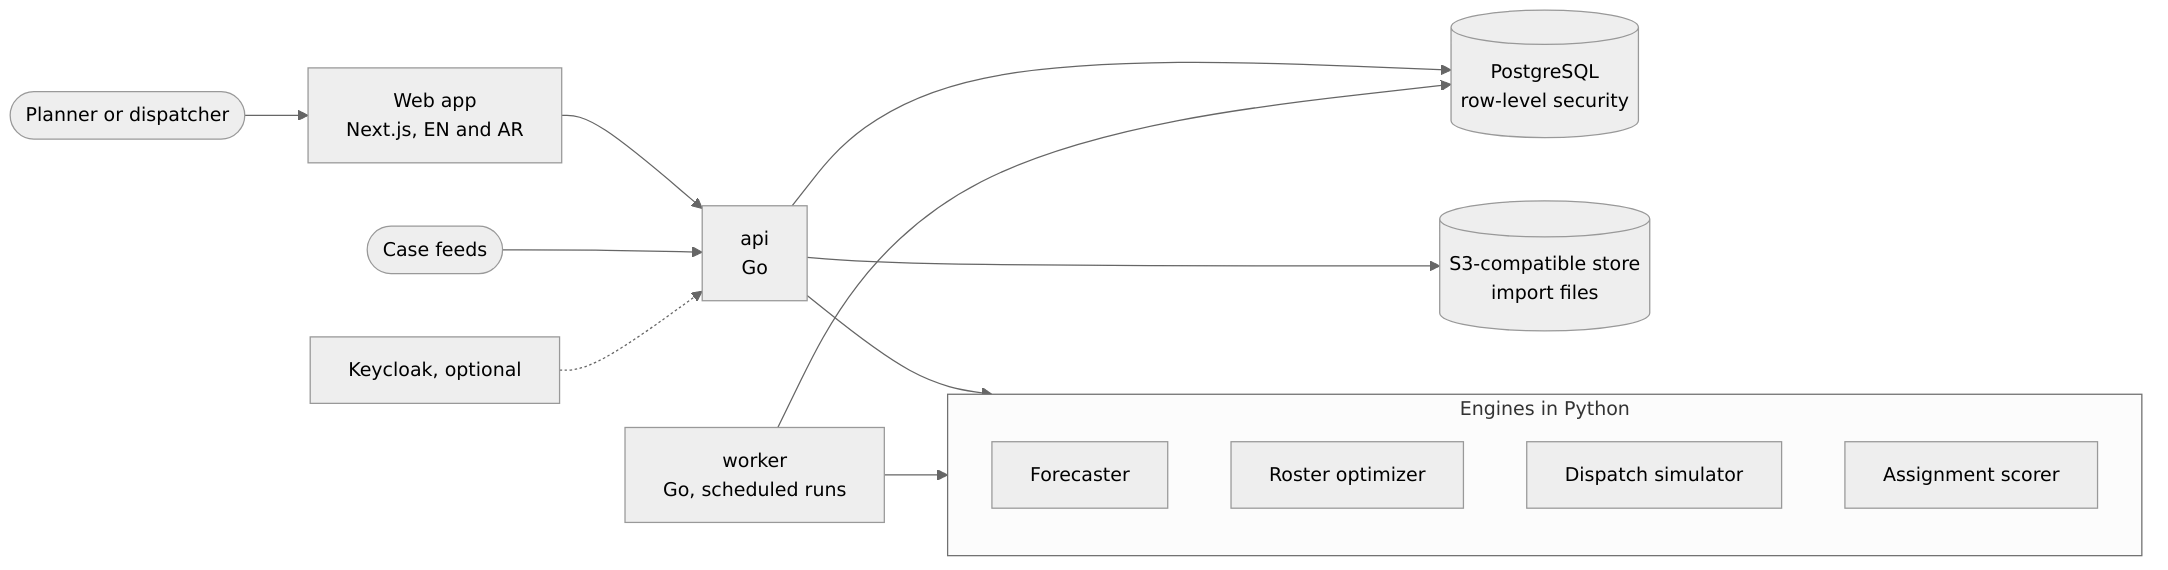 Planner or dispatcher
Web app
Next.js, EN and AR
Case feeds
Keycloak, optional
api
Go
worker
Go, scheduled runs
PostgreSQL
row-level security
S3-compatible store
import files
Engines in Python
Forecaster
Roster optimizer
Dispatch simulator
Assignment scorer